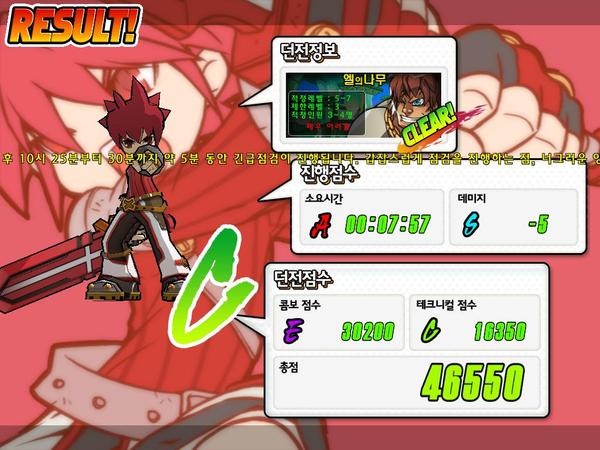 RESULT!
던전정보
엘의나무
적정레벨 : 5-7
제한레벨 : 3
적정인원 3-4명
매우 어려움
CLEAR!
후 10시 25분부터 30분까지 약 5분 동안 긴급점검이 진행됩니다. 갑작스럽게 점검을 진행하는 점, 너그러운
진행점수
소요시간
데미지
A 00:07:57
S -5
C
던전점수
콤보 점수
테크니컬 점수
E 30200
C 16350
총점
46550